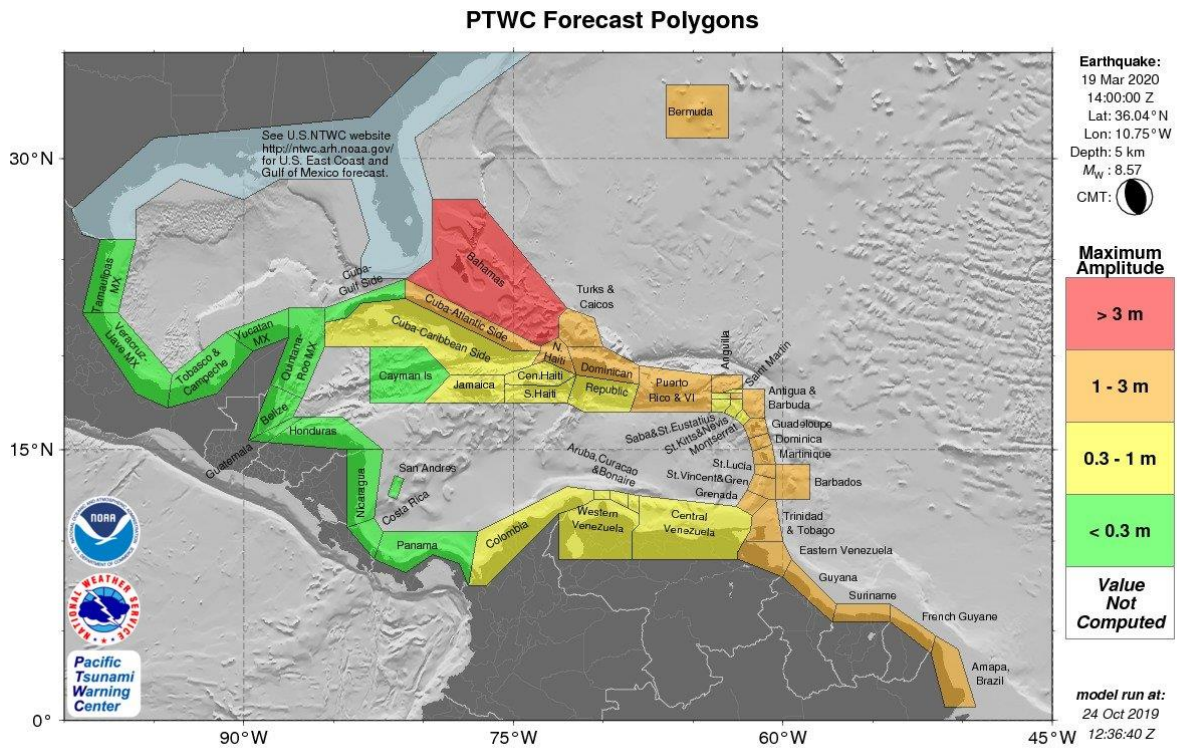 PTWC Forecast Polygons
Earthquake:
19 Mar 2020
14:00:00 Z
Lat: 36.04°N
Lon: 10.75°W
Depth: 5 km
Mw : 8.57
CMT:
Maximum
Amplitude
> 3 m
1 - 3 m
0.3 - 1 m
< 0.3 m
Value
Not
Computed
model run at:
24 Oct 2019
12:36:40 Z
30°N
15°N
0°
90°W
75°W
60°W
45°W
See U.S.NTWC website
http://ntwc.arh.noaa.gov/
for U.S. East Coast and
Gulf of Mexico forecast.
Bermuda
Bahamas
Turks &
Caicos
Cuba-
Gulf Side
Cuba-Atlantic Side
Cuba-Caribbean Side
Tamaulipas
MX
Veracruz-
Llave MX
Tobasco &
Campeche
Yucatan
MX
Quintana-
Roo MX
Belize
Guatemala
Honduras
Nicaragua
San Andres
Costa Rica
Panama
Colombia
Cayman Is
Jamaica
N.
Haiti
Cen.Haiti
S.Haiti
Dominican
Republic
Puerto
Rico & VI
Anguilla
Saint Martin
Antigua &
Barbuda
Saba&St.Eustatius
St.Kitts&Nevis
Montserrat
Guadeloupe
Dominica
Martinique
St.Lucia
St.Vincent&Gren
Barbados
Grenada
Aruba,Curacao
&Bonaire
Western
Venezuela
Central
Venezuela
Trinidad
& Tobago
Eastern Venezuela
Guyana
Suriname
French Guyane
Amapa,
Brazil
NOAA
NATIONAL WEATHER SERVICE
Pacific
Tsunami
Warning
Center